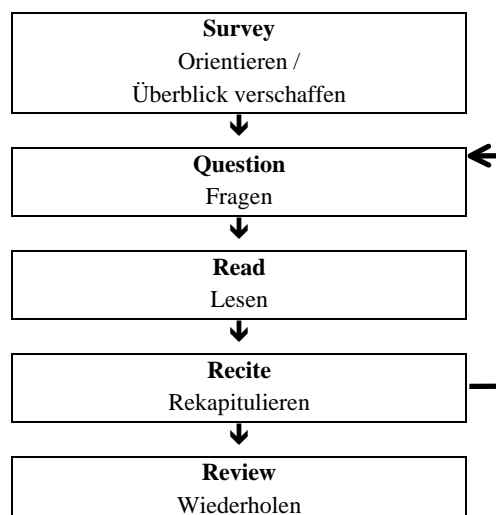 Survey
Orientieren /
Überblick verschaffen
Question
Fragen
Read
Lesen
Recite
Rekapitulieren
Review
Wiederholen